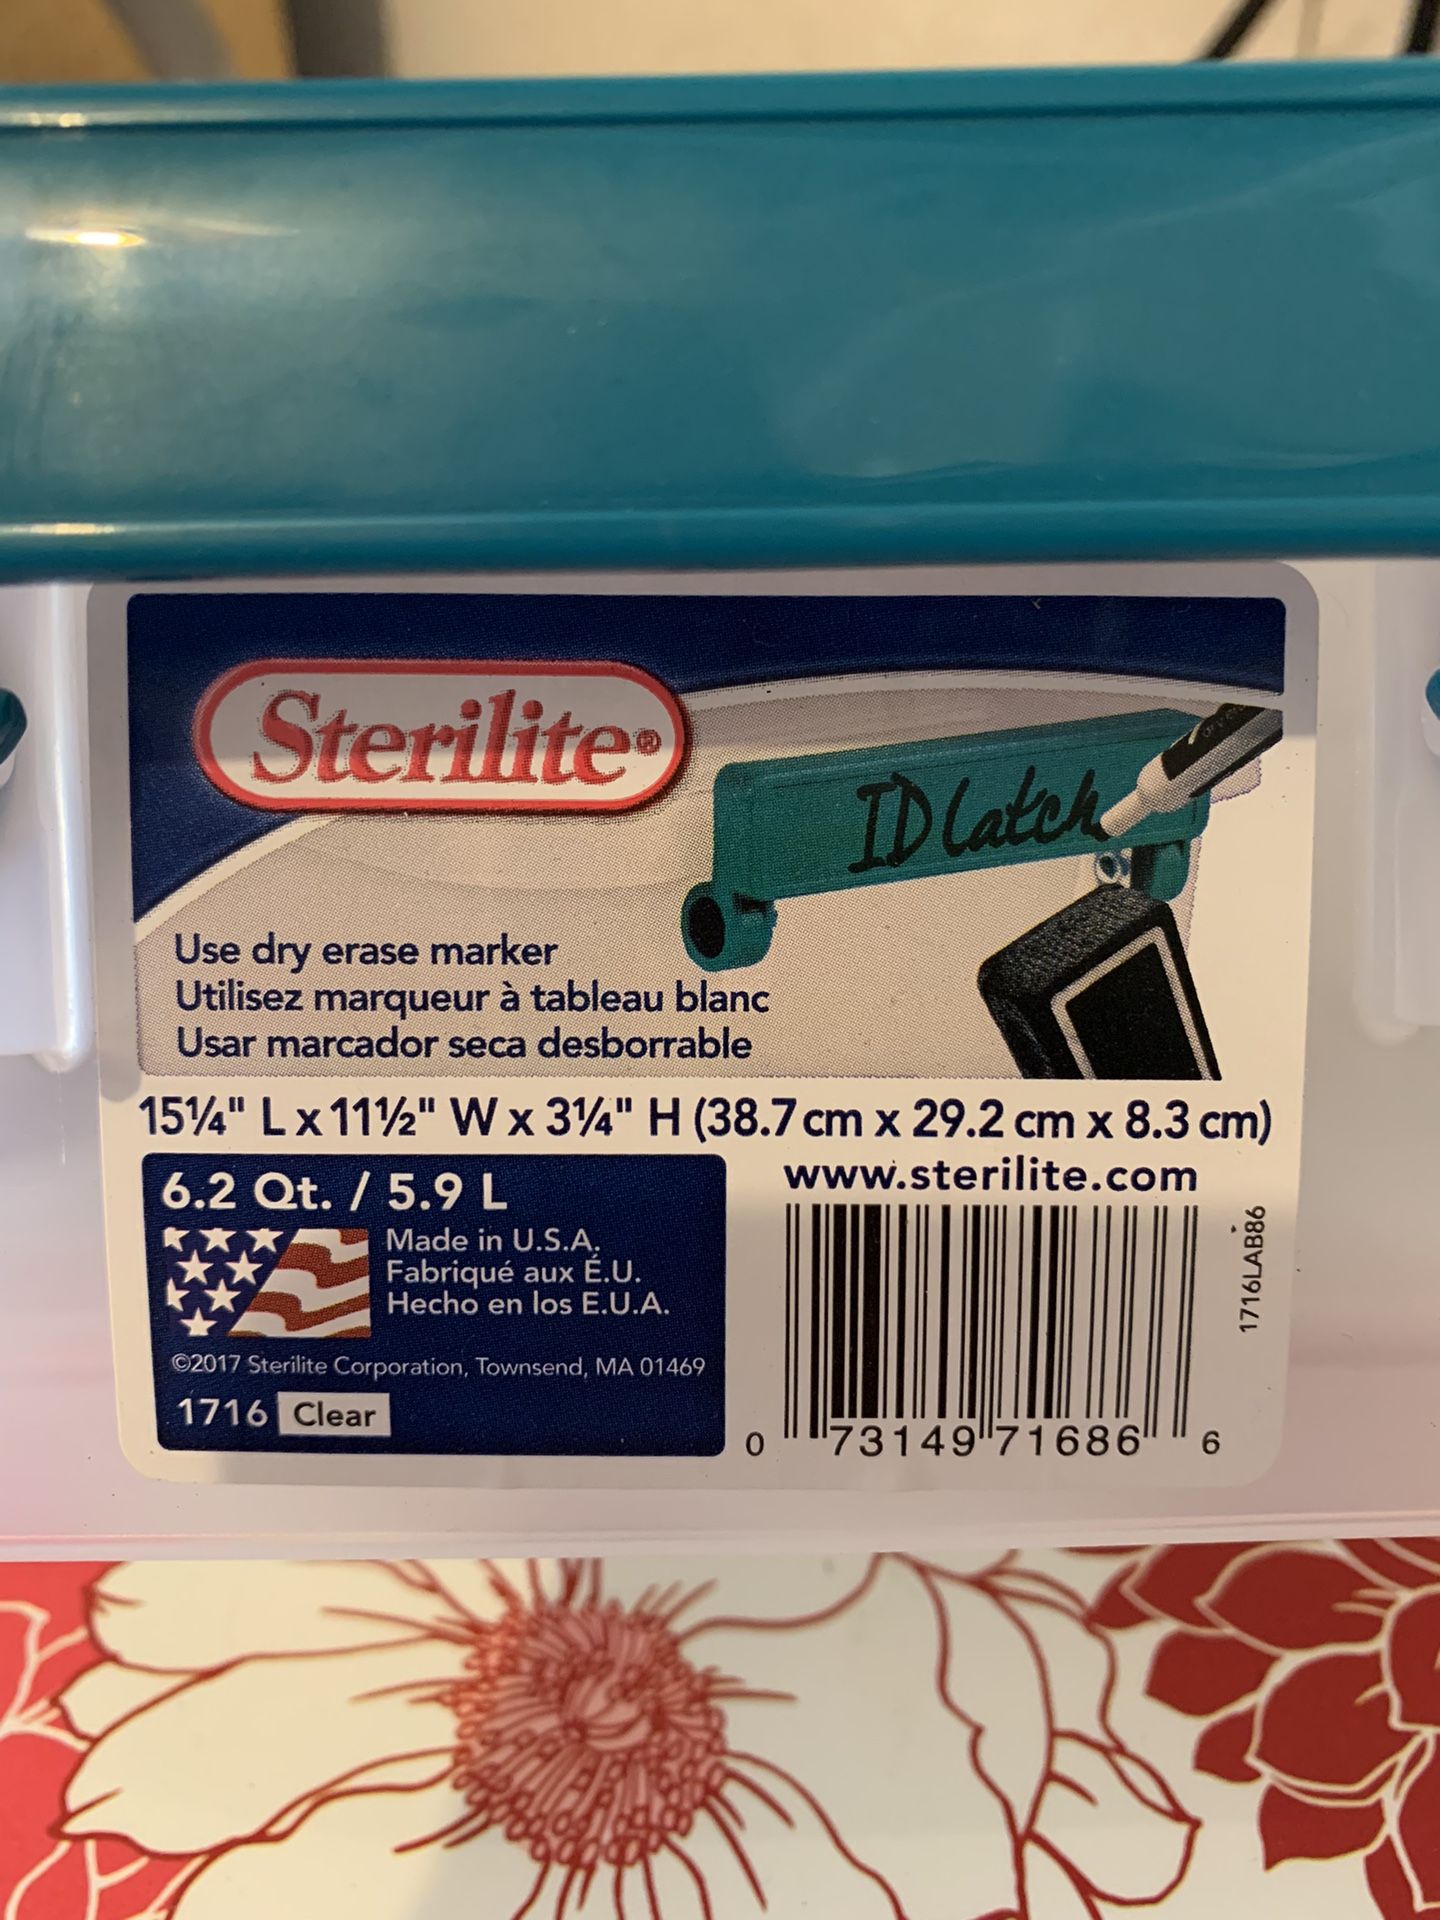 Sterilite®
ID Latch
Use dry erase marker
Utilisez marqueur à tableau blanc
Usar marcador seca desborrable
15¼" L x 11½" W x 3¼" H (38.7 cm x 29.2 cm x 8.3 cm)
6.2 Qt. / 5.9 L
Made in U.S.A.
Fabriqué aux É.U.
Hecho en los E.U.A.
©2017 Sterilite Corporation, Townsend, MA 01469
1716 Clear
www.sterilite.com
0 73149 71686 6
1716LAB86